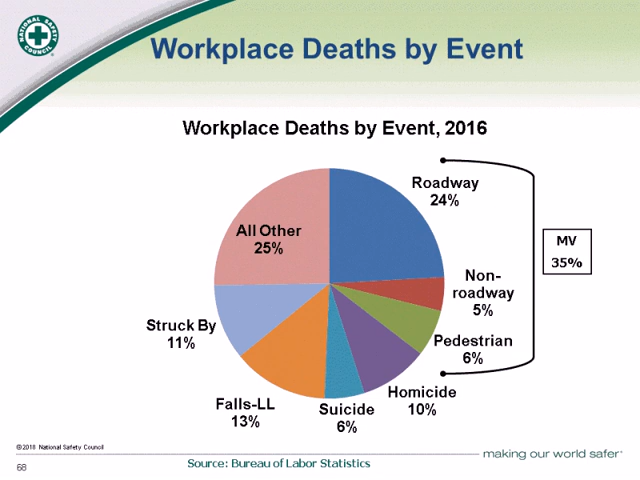 NATIONAL SAFETY COUNCIL
Workplace Deaths by Event
Workplace Deaths by Event, 2016
Roadway
24%
All Other
25%
MV
35%
Non-
roadway
5%
Struck By
11%
Pedestrian
6%
Homicide
10%
Falls-LL
13%
Suicide
6%
©2018 National Safety Council
making our world safer
68
Source: Bureau of Labor Statistics